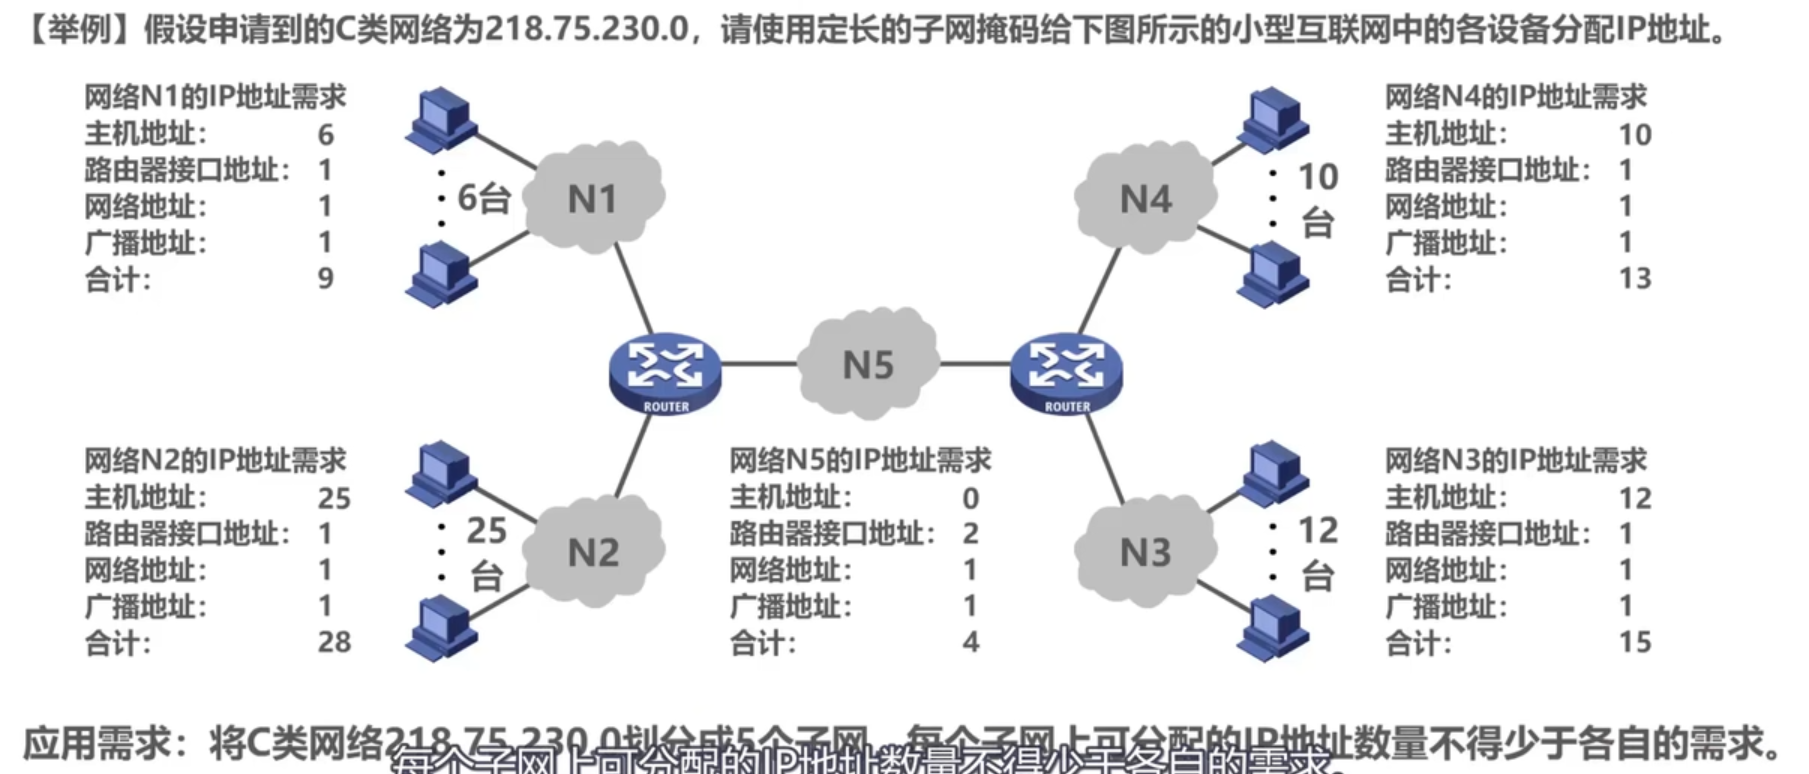 【举例】假设申请到的C类网络为218.75.230.0，请使用定长的子网掩码给下图所示的小型互联网中的各设备分配IP地址。
网络N1的IP地址需求
主机地址： 6
路由器接口地址： 1
网络地址： 1
广播地址： 1
合计： 9
6台
N1
N4
10
台
网络N4的IP地址需求
主机地址： 10
路由器接口地址： 1
网络地址： 1
广播地址： 1
合计： 13
ROUTER
N5
ROUTER
网络N2的IP地址需求
主机地址： 25
路由器接口地址： 1
网络地址： 1
广播地址： 1
合计： 28
25
台
N2
网络N5的IP地址需求
主机地址： 0
路由器接口地址： 2
网络地址： 1
广播地址： 1
合计： 4
N3
12
台
网络N3的IP地址需求
主机地址： 12
路由器接口地址： 1
网络地址： 1
广播地址： 1
合计： 15
应用需求：将C类网络218.75.230.0划分成5个子网，每个子网上可分配的IP地址数量不得少于各自的需求。
每个子网上可分配的IP地址数量不得少于各自的需求。